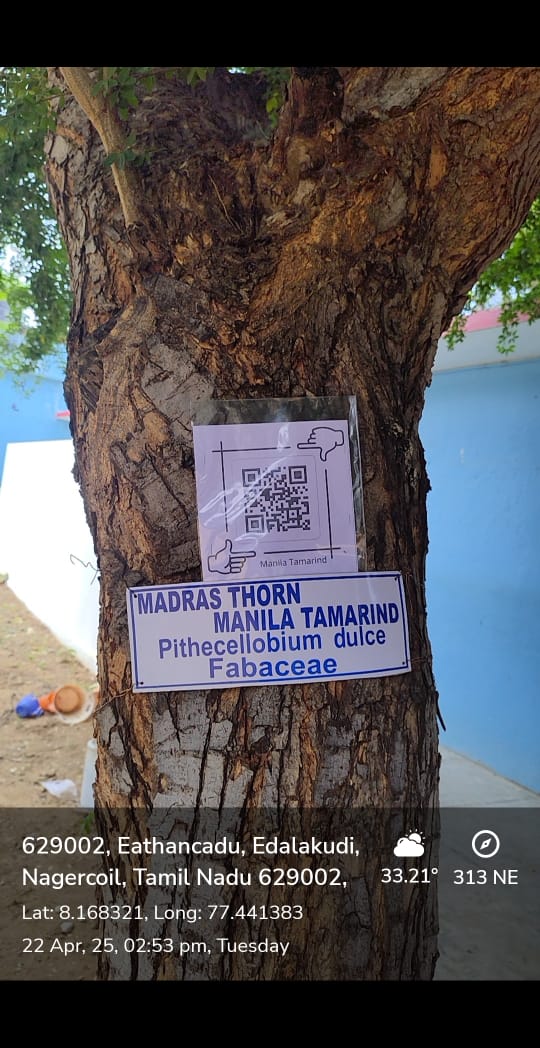 Manila Tamarind
MADRAS THORN
MANILA TAMARIND
Pithecellobium dulce
Fabaceae
629002, Eathancadu, Edalakudi,
Nagercoil, Tamil Nadu 629002,
33.21°
313 NE
Lat: 8.168321, Long: 77.441383
22 Apr, 25, 02:53 pm, Tuesday